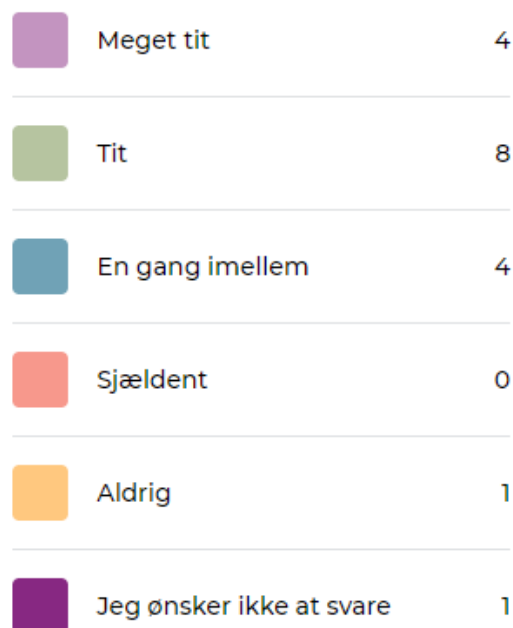 Meget tit 4
Tit 8
En gang imellem 4
Sjældent 0
Aldrig 1
Jeg ønsker ikke at svare 1